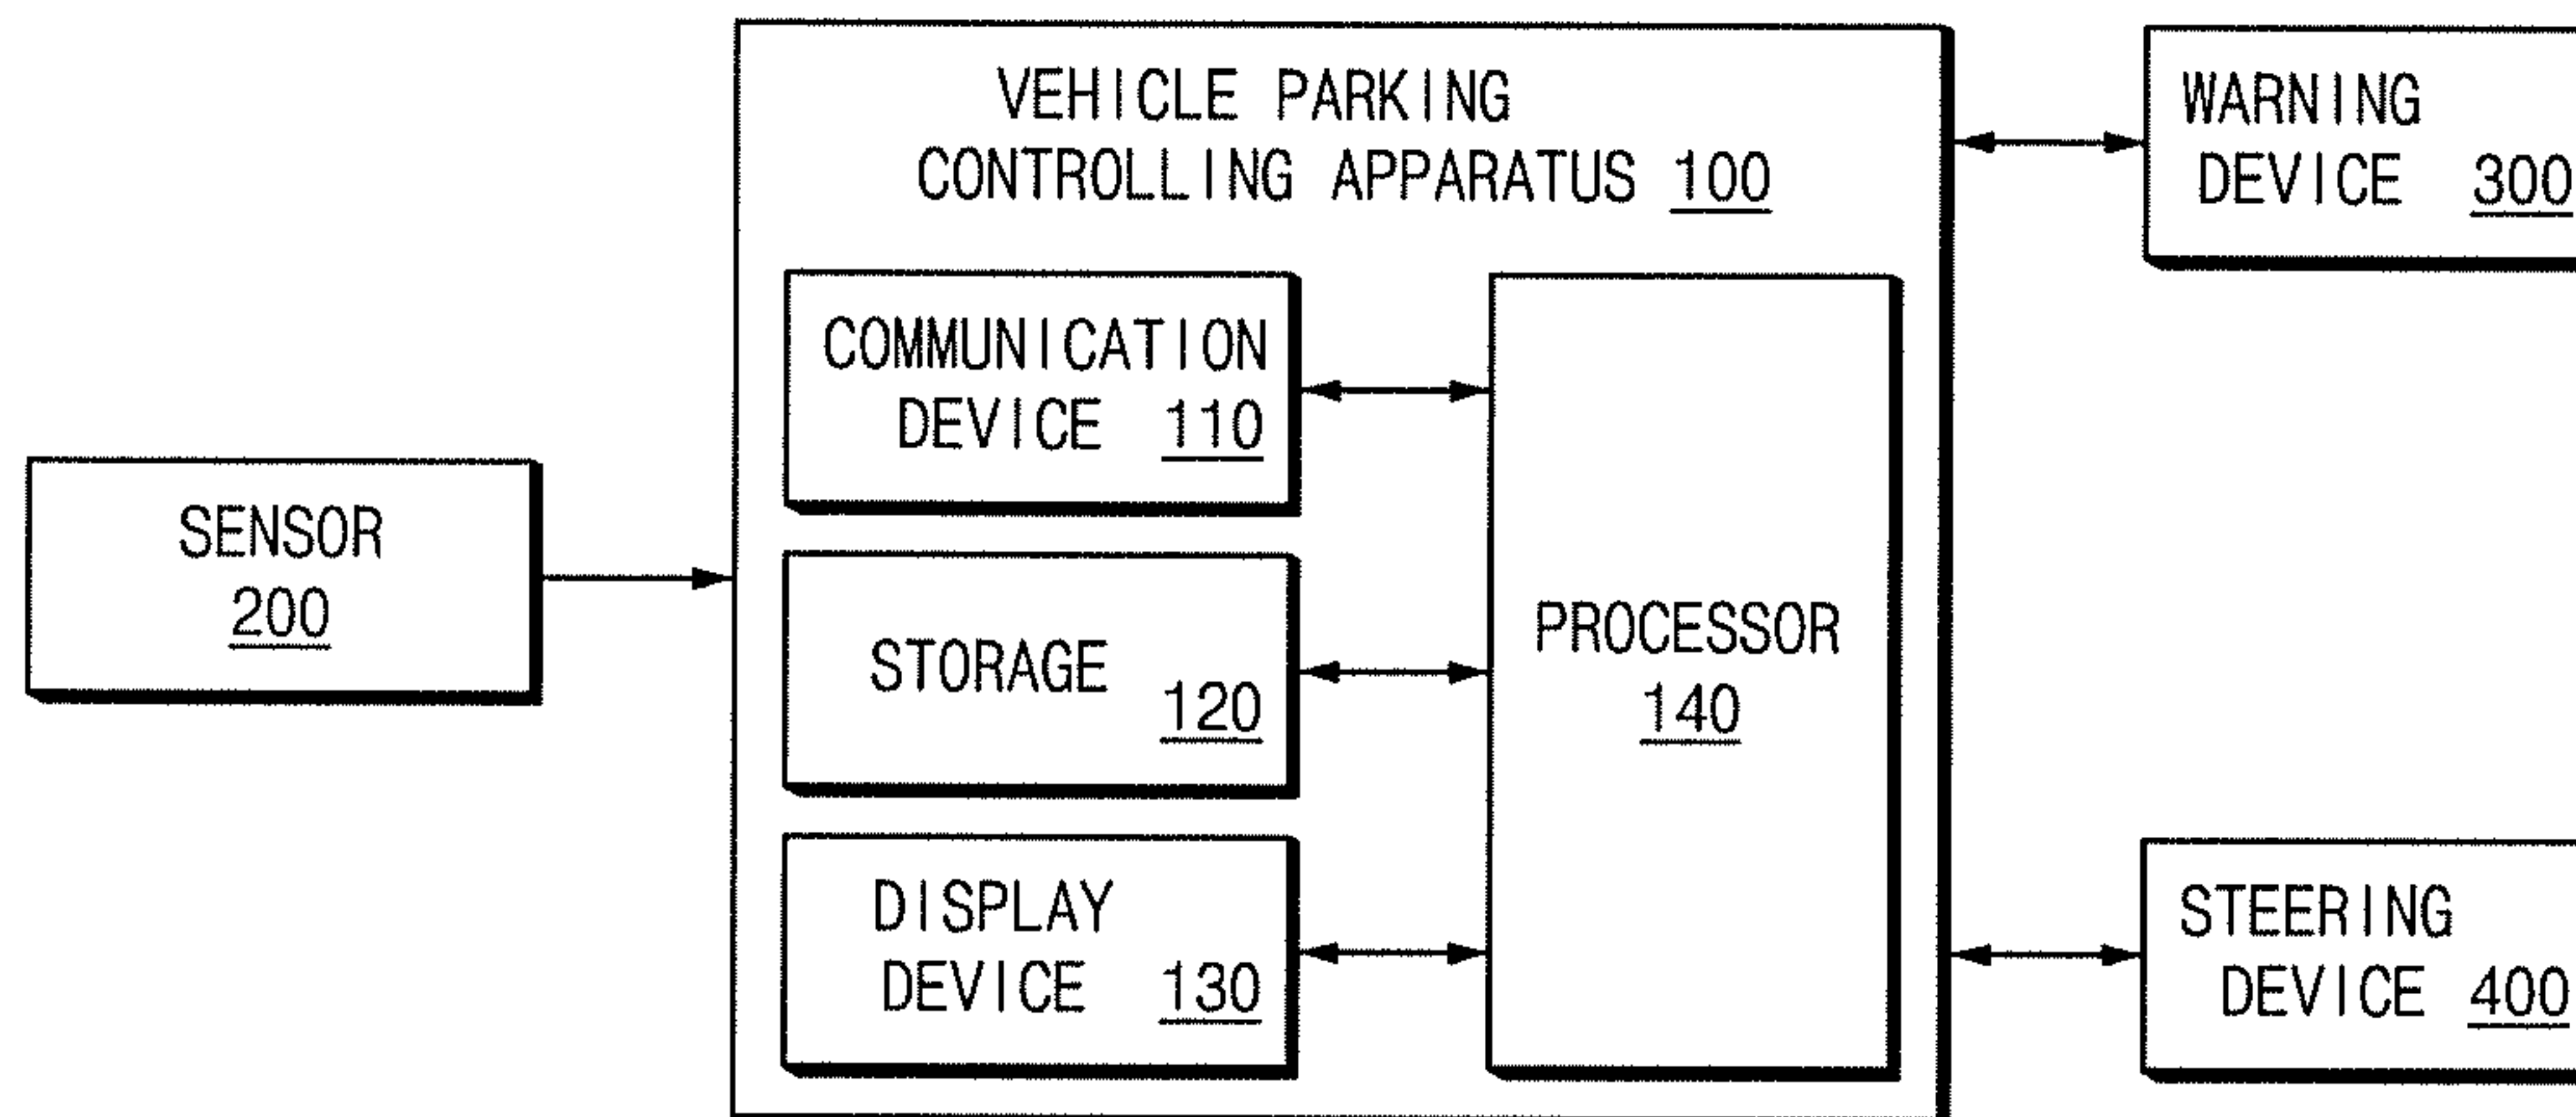 VEHICLE PARKING
CONTROLLING APPARATUS 100
COMMUNICATION
DEVICE 110
STORAGE 120
DISPLAY
DEVICE 130
PROCESSOR
140
SENSOR
200
WARNING
DEVICE 300
STEERING
DEVICE 400